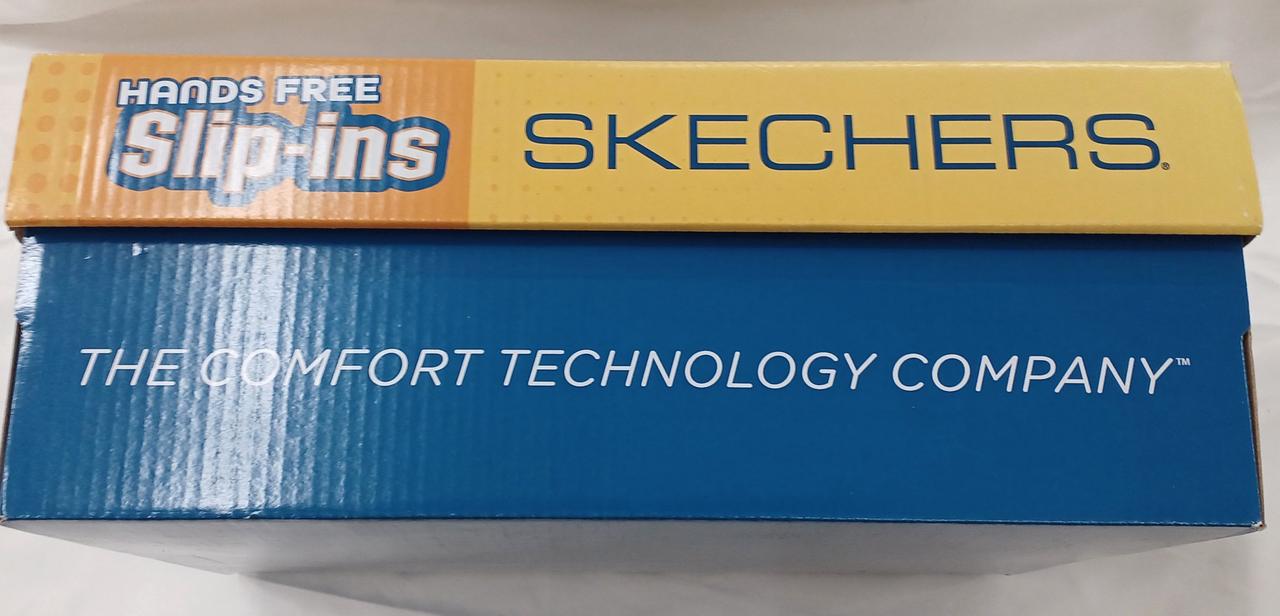 HANDS FREE
Slip-ins
SKECHERS®
THE COMFORT TECHNOLOGY COMPANY™